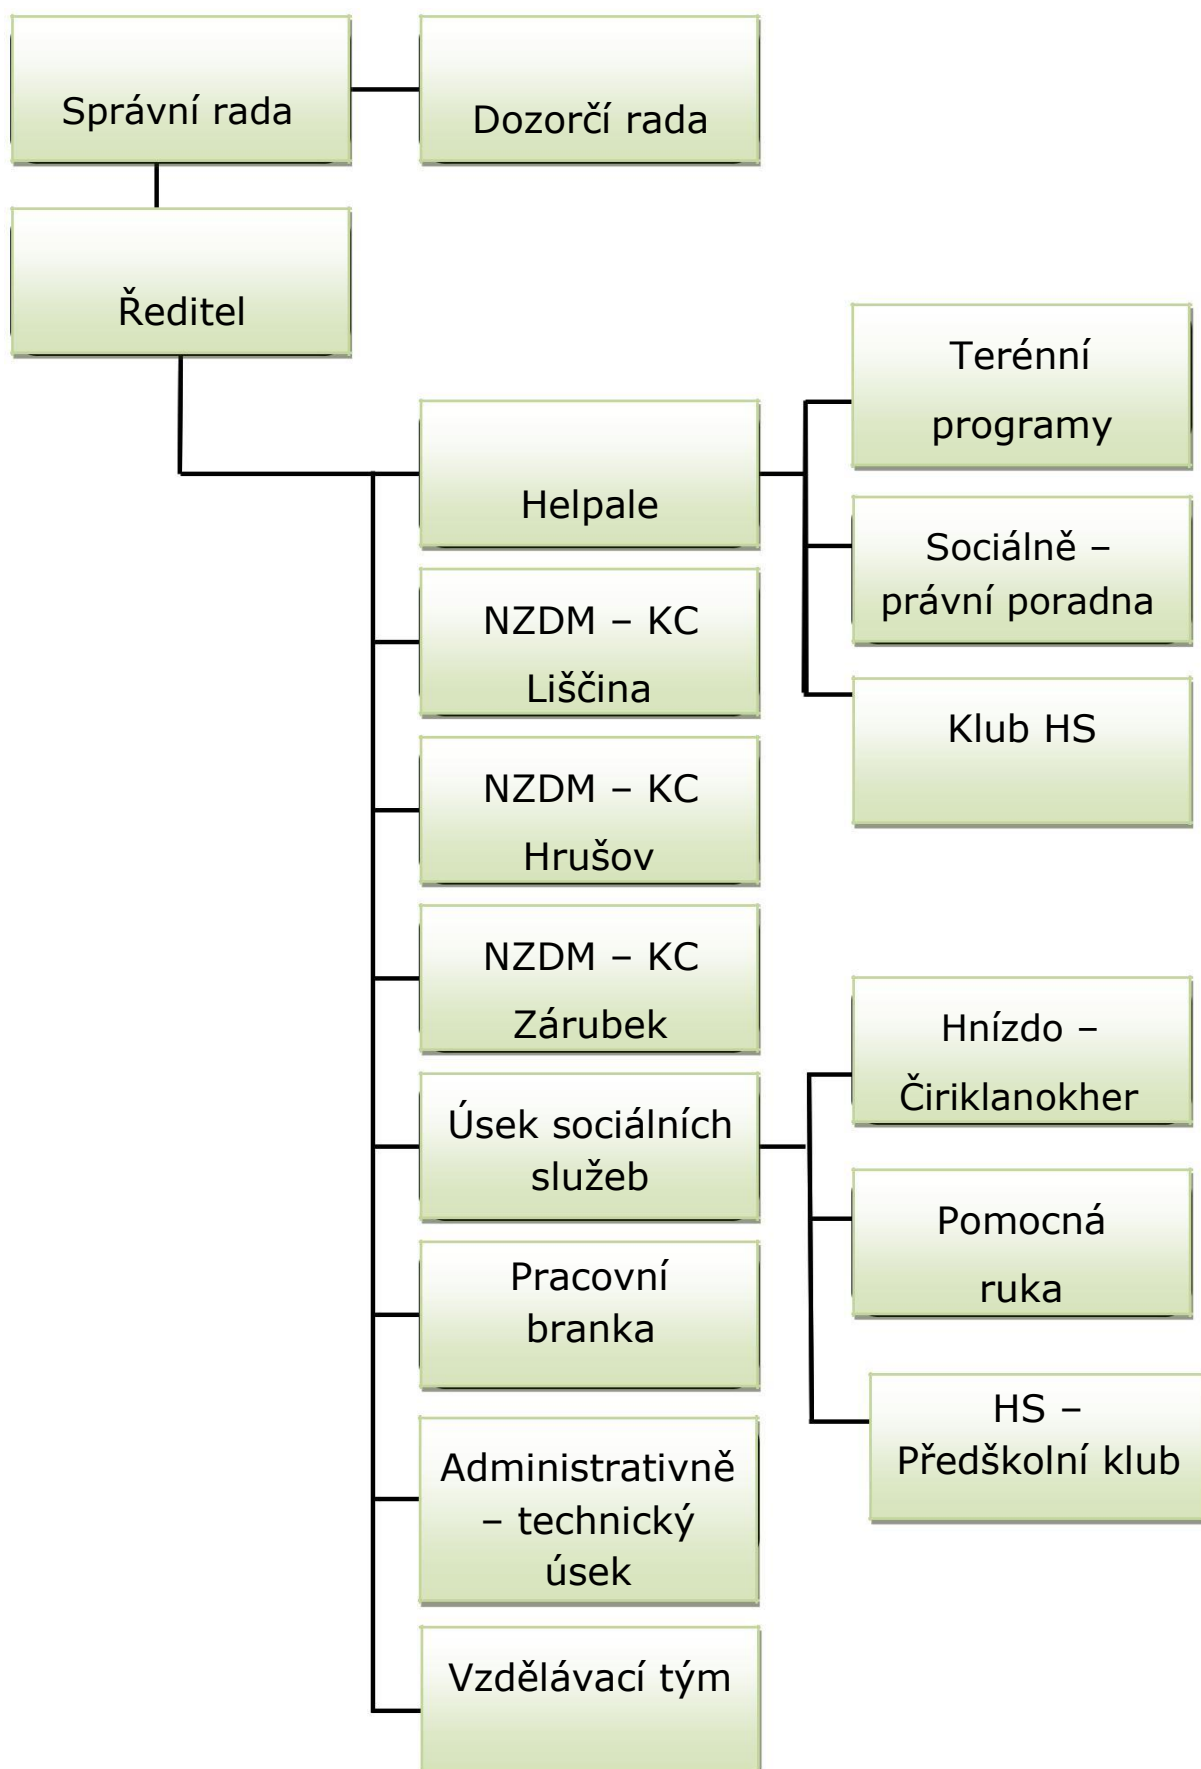 Správní rada
Dozorčí rada
Ředitel
Helpale
Terénní
programy
Sociálně –
právní poradna
Klub HS
NZDM – KC
Liščina
NZDM – KC
Hrušov
NZDM – KC
Zárubek
Úsek sociálních
služeb
Hnízdo –
Čiriklanokher
Pomocná
ruka
HS –
Předškolní klub
Pracovní
branka
Administrativně
– technický
úsek
Vzdělávací tým